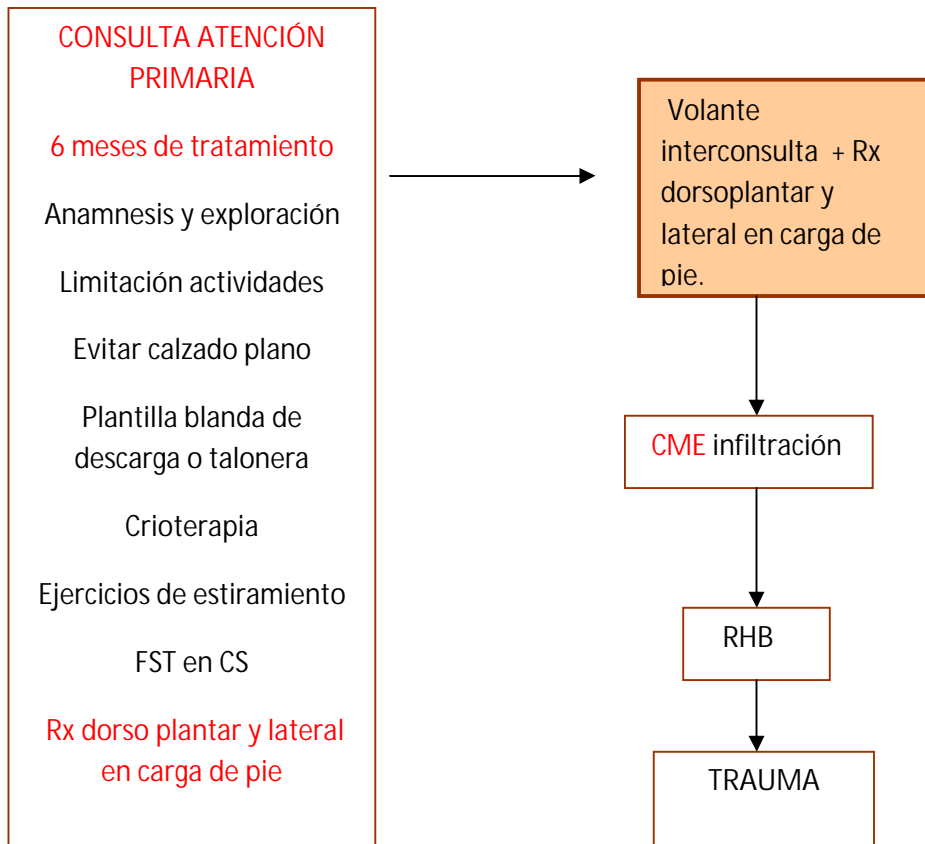 CONSULTA ATENCIÓN
PRIMARIA
6 meses de tratamiento
Anamnesis y exploración
Limitación actividades
Evitar calzado plano
Plantilla blanda de
descarga o talonera
Crioterapia
Ejercicios de estiramiento
FST en CS
Rx dorso plantar y lateral
en carga de pie
Volante
interconsulta + Rx
dorsoplantar y
lateral en carga de
pie.
CME infiltración
RHB
TRAUMA